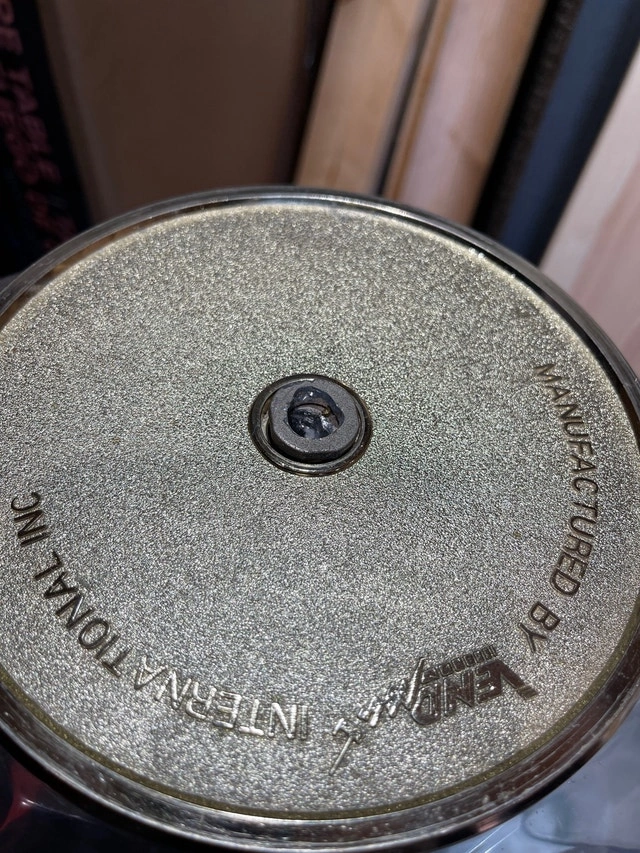 MANUFACTURED BY
VEND
INTERNATIONAL INC